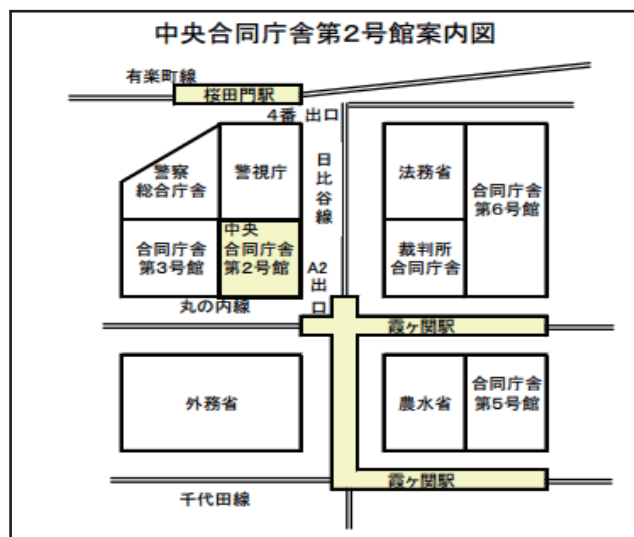 中央合同庁舎第2号館案内図
有楽町線
桜田門駅
4番 出口
警察
総合庁舎
警視庁
日比谷線
法務省
合同庁舎
第6号館
合同庁舎
第3号館
中央
合同庁舎
第2号館
A2
出口
裁判所
合同庁舎
丸の内線
霞ヶ関駅
外務省
農水省
合同庁舎
第5号館
霞ヶ関駅
千代田線